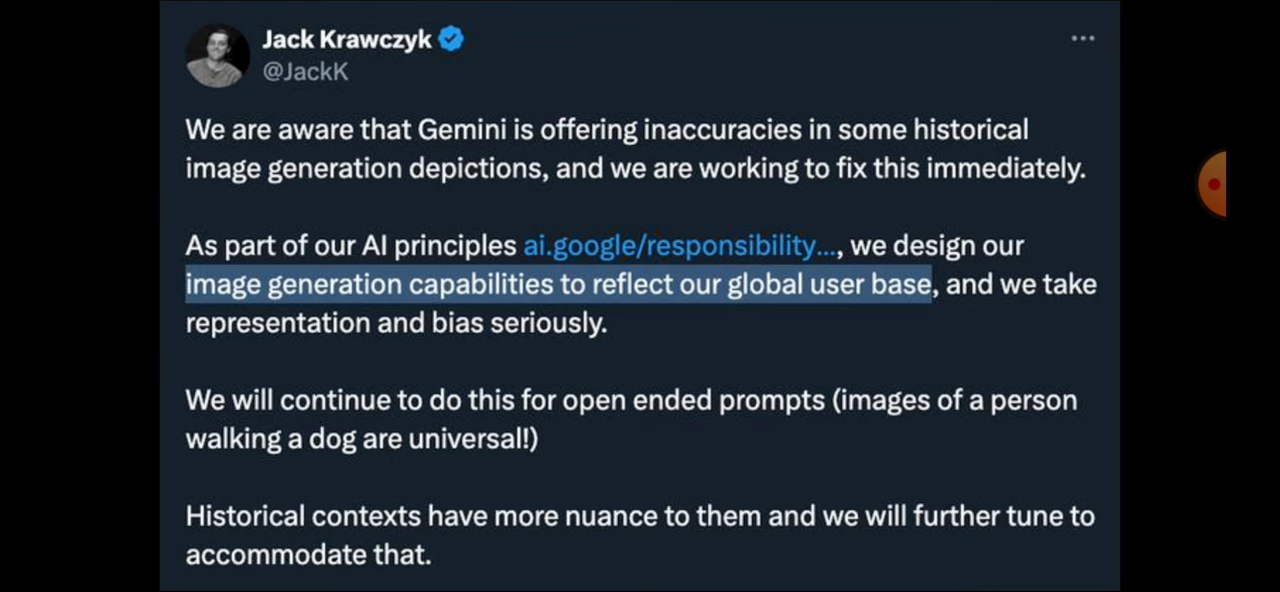 Jack Krawczyk
@JackK
We are aware that Gemini is offering inaccuracies in some historical
image generation depictions, and we are working to fix this immediately.
As part of our AI principles ai.google/responsibility..., we design our
image generation capabilities to reflect our global user base, and we take
representation and bias seriously.
We will continue to do this for open ended prompts (images of a person
walking a dog are universal!)
Historical contexts have more nuance to them and we will further tune to
accommodate that.